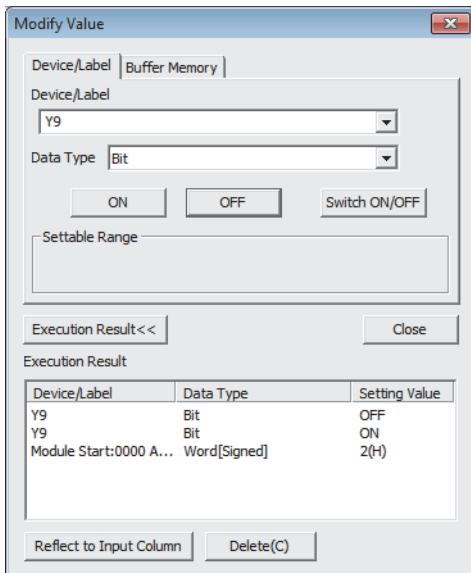 Modify Value
Device/Label Buffer Memory
Device/Label
Y9
Data Type Bit
ON OFF Switch ON/OFF
Settable Range
Execution Result<< Close
Execution Result
Device/Label Data Type Setting Value
Y9 Bit OFF
Y9 Bit ON
Module Start:0000 A... Word[Signed] 2(H)
Reflect to Input Column Delete(C)